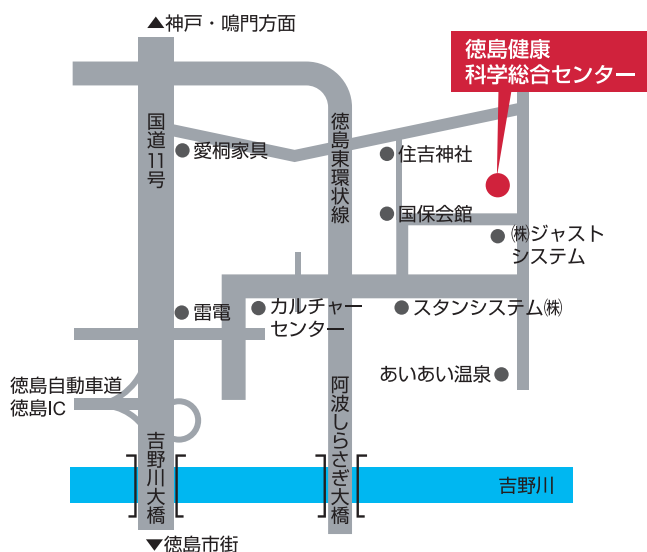 ▲神戸・鳴門方面
徳島健康
科学総合センター
国道11号
徳島東環状線
愛桐家具
住吉神社
国保会館
㈱ジャスト
システム
雷電
カルチャー
センター
スタンシステム㈱
あいあい温泉
徳島自動車道
徳島IC
阿波しらさぎ大橋
吉野川大橋
吉野川
▼徳島市街